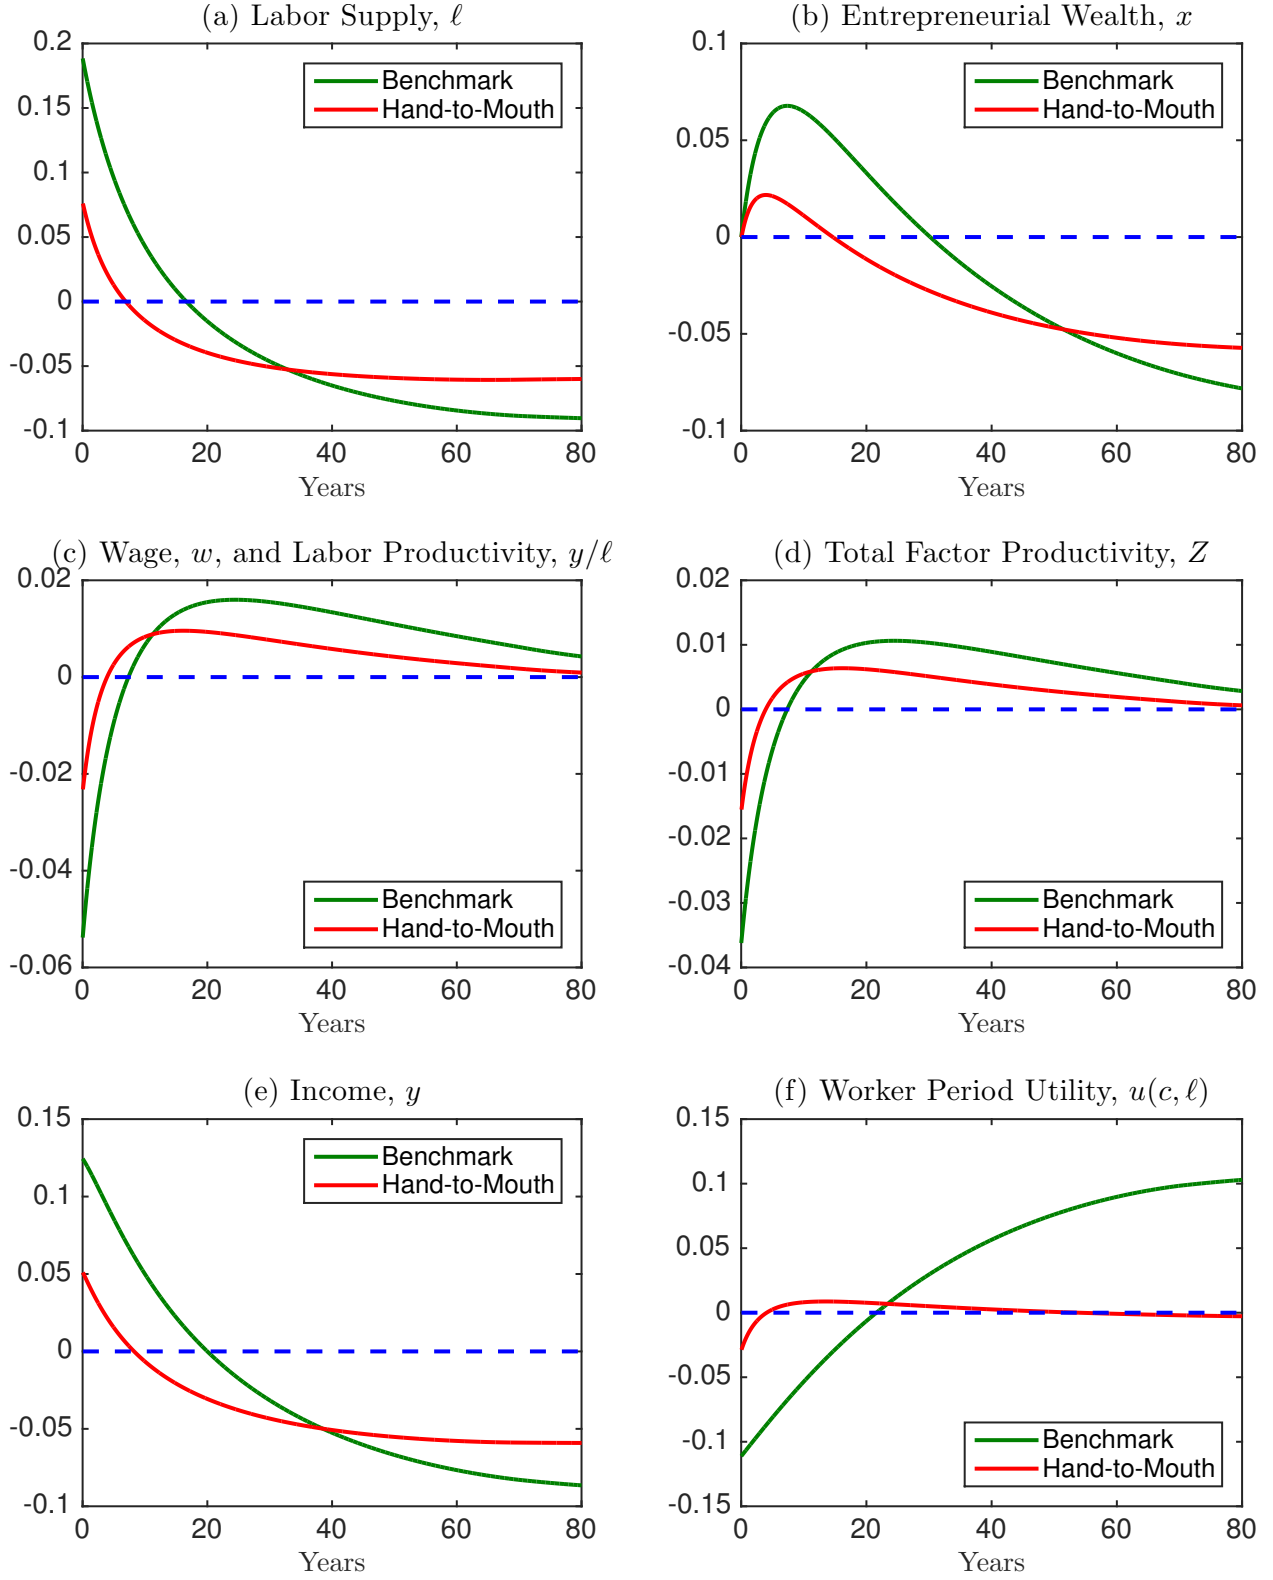 (a) Labor Supply, ℓ
0.2
0.15
0.1
0.05
0
-0.05
-0.1
0 20 40 60 80
Years
Benchmark
Hand-to-Mouth
(b) Entrepreneurial Wealth, x
0.1
0.05
0
-0.05
-0.1
0 20 40 60 80
Years
Benchmark
Hand-to-Mouth
(c) Wage, w, and Labor Productivity, y/ℓ
0.02
0
-0.02
-0.04
-0.06
0 20 40 60 80
Years
Benchmark
Hand-to-Mouth
(d) Total Factor Productivity, Z
0.02
0.01
0
-0.01
-0.02
-0.03
-0.04
0 20 40 60 80
Years
Benchmark
Hand-to-Mouth
(e) Income, y
0.15
0.1
0.05
0
-0.05
-0.1
0 20 40 60 80
Years
Benchmark
Hand-to-Mouth
(f) Worker Period Utility, u(c, ℓ)
0.15
0.1
0.05
0
-0.05
-0.1
-0.15
0 20 40 60 80
Years
Benchmark
Hand-to-Mouth